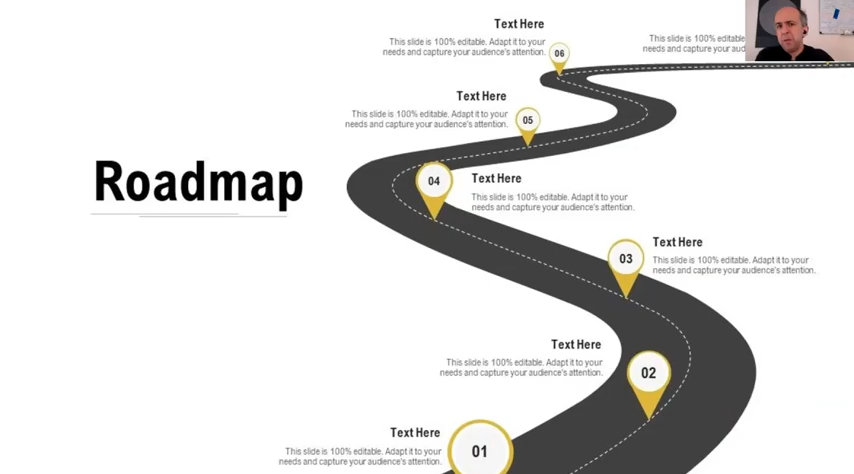 Text Here
This slide is 100% editable. Adapt it to your
needs and capture your audience's attention.
06
This slide is 100% editable. Adapt it to
needs and capture your aud
Text Here
This slide is 100% editable. Adapt it to your
needs and capture your audience's attention.
05
Roadmap
04
Text Here
This slide is 100% editable. Adapt it to your
needs and capture your audience's attention.
03
Text Here
This slide is 100% editable. Adapt it to your
needs and capture your audience's attention.
Text Here
This slide is 100% editable. Adapt it to your
needs and capture your audience's attention.
02
Text Here
This slide is 100% editable. Adapt it to your
needs and capture your audience's attention.
01